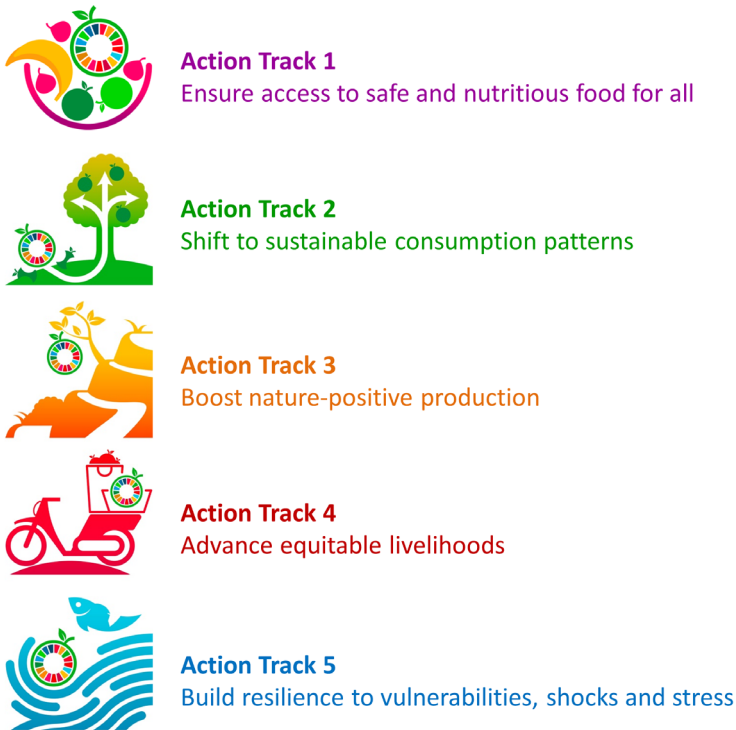 Action Track 1
Ensure access to safe and nutritious food for all
Action Track 2
Shift to sustainable consumption patterns
Action Track 3
Boost nature-positive production
Action Track 4
Advance equitable livelihoods
Action Track 5
Build resilience to vulnerabilities, shocks and stress